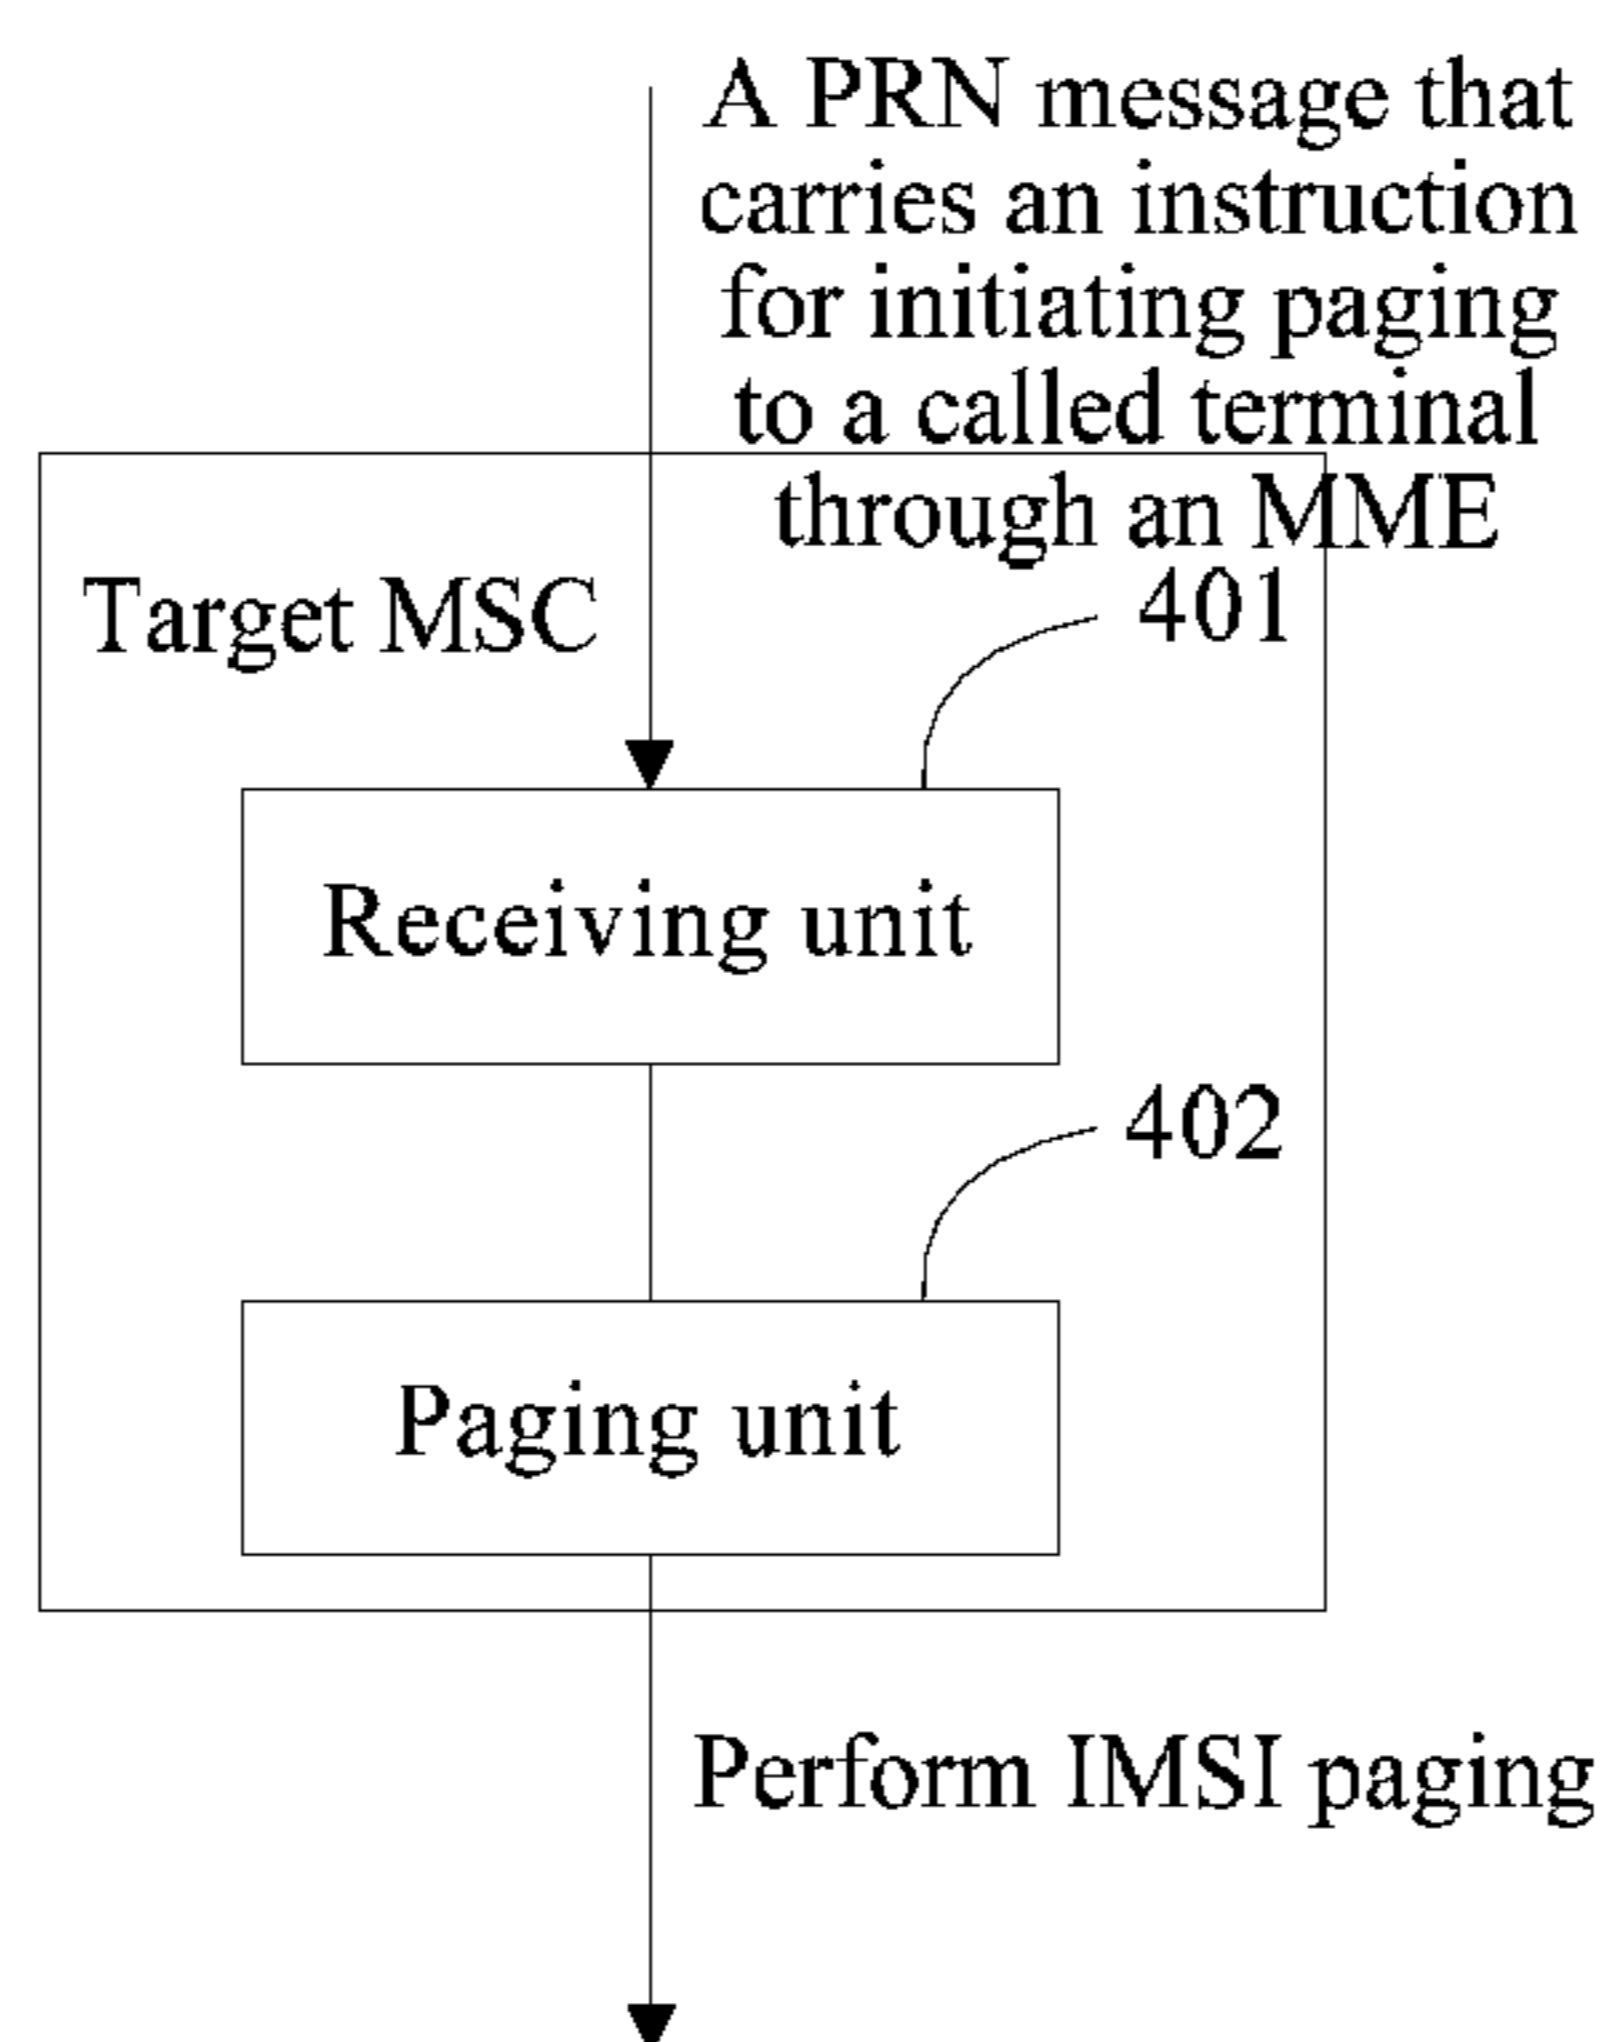 A PRN message that
carries an instruction
for initiating paging
to a called terminal
through an MME
Target MSC
401
Receiving unit
402
Paging unit
Perform IMSI paging